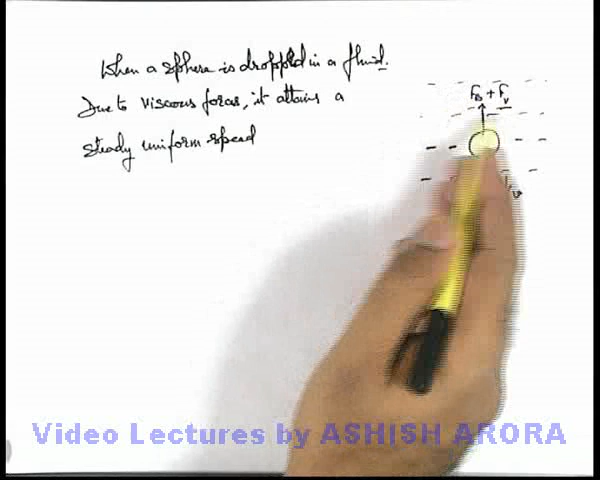 When a sphere is dropped in a fluid.
Due to viscous forces, it attains a
steady uniform speed
FB + Fv
Video Lectures by ASHISH ARORA